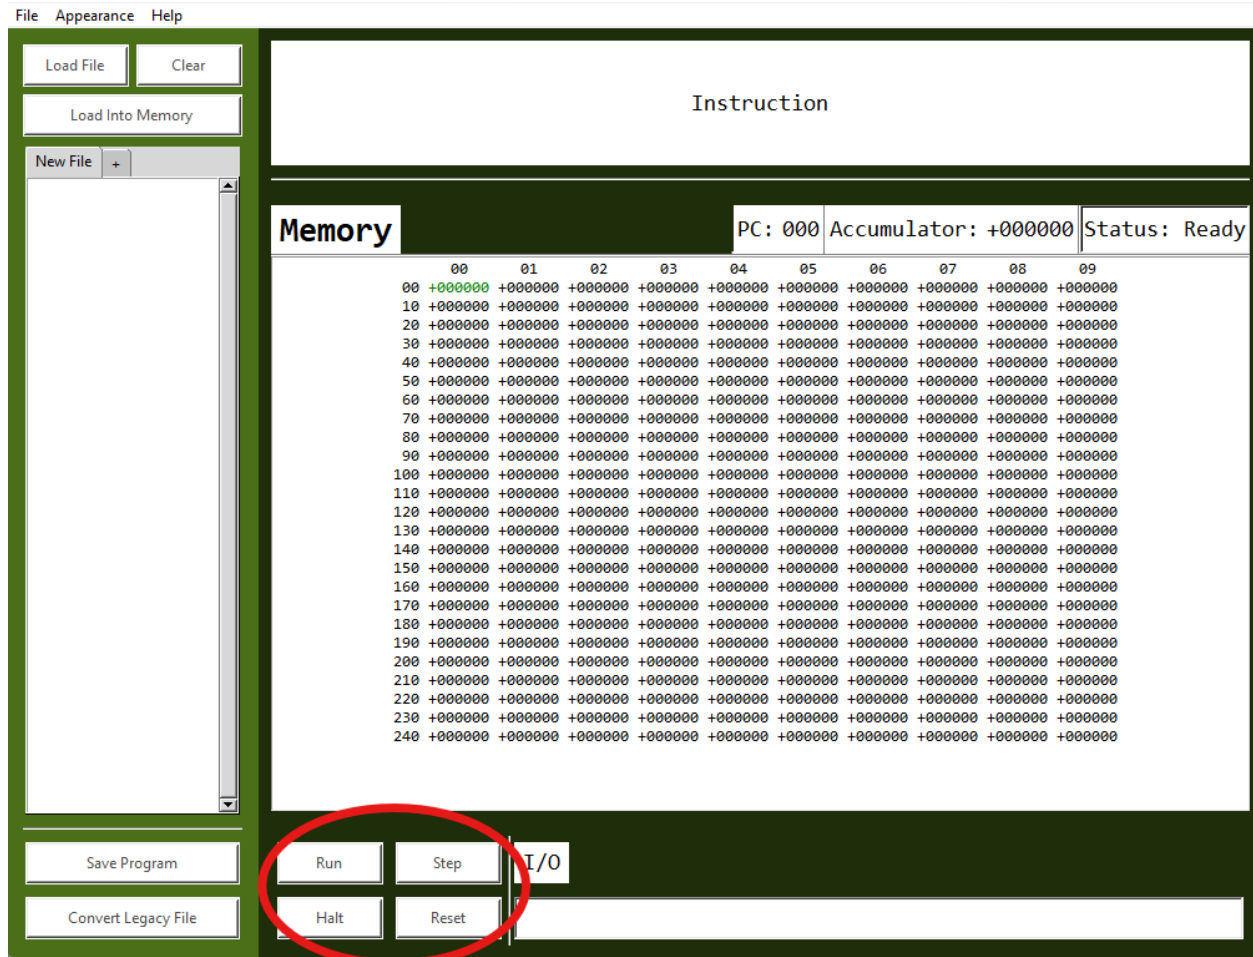 File Appearance Help
Load File Clear
Load Into Memory
New File +
Instruction
Memory PC: 000 Accumulator: +000000 Status: Ready
00 01 02 03 04 05 06 07 08 09
00 +000000 +000000 +000000 +000000 +000000 +000000 +000000 +000000 +000000 +000000
10 +000000 +000000 +000000 +000000 +000000 +000000 +000000 +000000 +000000 +000000
20 +000000 +000000 +000000 +000000 +000000 +000000 +000000 +000000 +000000 +000000
30 +000000 +000000 +000000 +000000 +000000 +000000 +000000 +000000 +000000 +000000
40 +000000 +000000 +000000 +000000 +000000 +000000 +000000 +000000 +000000 +000000
50 +000000 +000000 +000000 +000000 +000000 +000000 +000000 +000000 +000000 +000000
60 +000000 +000000 +000000 +000000 +000000 +000000 +000000 +000000 +000000 +000000
70 +000000 +000000 +000000 +000000 +000000 +000000 +000000 +000000 +000000 +000000
80 +000000 +000000 +000000 +000000 +000000 +000000 +000000 +000000 +000000 +000000
90 +000000 +000000 +000000 +000000 +000000 +000000 +000000 +000000 +000000 +000000
100 +000000 +000000 +000000 +000000 +000000 +000000 +000000 +000000 +000000 +000000
110 +000000 +000000 +000000 +000000 +000000 +000000 +000000 +000000 +000000 +000000
120 +000000 +000000 +000000 +000000 +000000 +000000 +000000 +000000 +000000 +000000
130 +000000 +000000 +000000 +000000 +000000 +000000 +000000 +000000 +000000 +000000
140 +000000 +000000 +000000 +000000 +000000 +000000 +000000 +000000 +000000 +000000
150 +000000 +000000 +000000 +000000 +000000 +000000 +000000 +000000 +000000 +000000
160 +000000 +000000 +000000 +000000 +000000 +000000 +000000 +000000 +000000 +000000
170 +000000 +000000 +000000 +000000 +000000 +000000 +000000 +000000 +000000 +000000
180 +000000 +000000 +000000 +000000 +000000 +000000 +000000 +000000 +000000 +000000
190 +000000 +000000 +000000 +000000 +000000 +000000 +000000 +000000 +000000 +000000
200 +000000 +000000 +000000 +000000 +000000 +000000 +000000 +000000 +000000 +000000
210 +000000 +000000 +000000 +000000 +000000 +000000 +000000 +000000 +000000 +000000
220 +000000 +000000 +000000 +000000 +000000 +000000 +000000 +000000 +000000 +000000
230 +000000 +000000 +000000 +000000 +000000 +000000 +000000 +000000 +000000 +000000
240 +000000 +000000 +000000 +000000 +000000 +000000 +000000 +000000 +000000 +000000
Save Program
Convert Legacy File
Run Step
Halt Reset
I/O